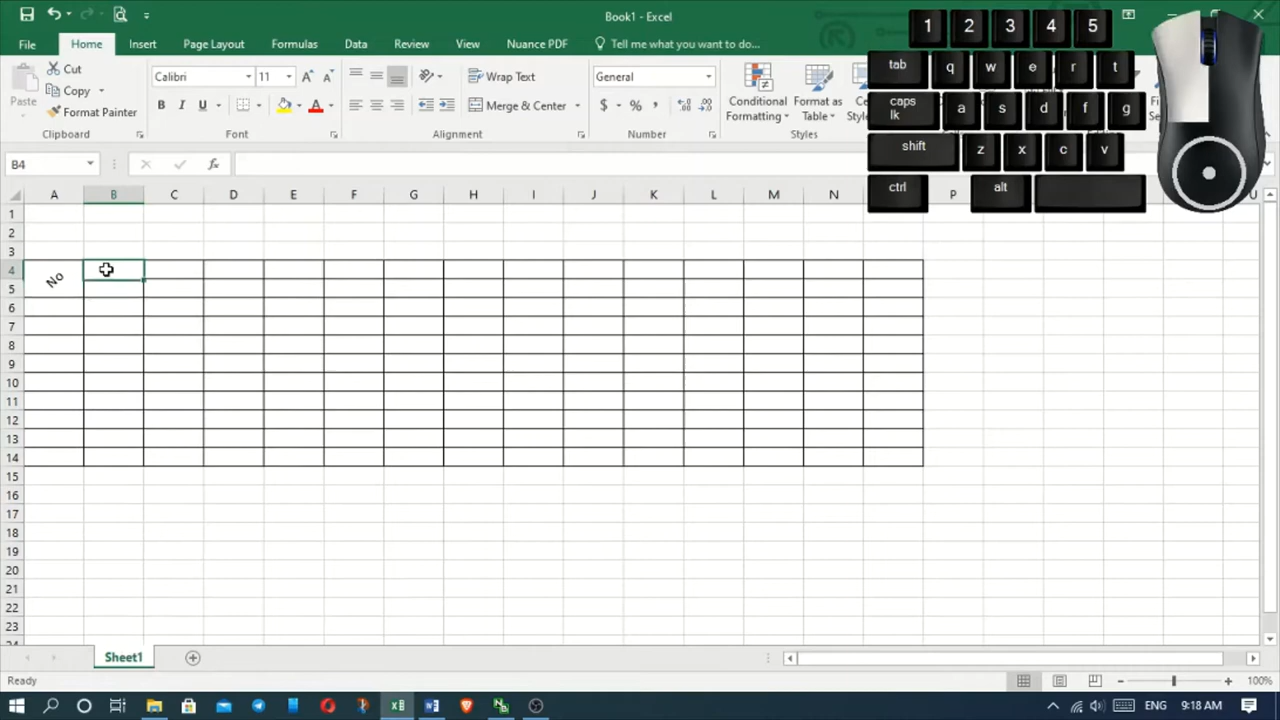 Book1 - Excel
File Home Insert Page Layout Formulas Data Review View Nuance PDF Tell me what you want to do...
Paste Cut Copy Format Painter
Clipboard
Calibri 11
B I U
Font
Wrap Text
Merge & Center
Alignment
General
$ % ,
Number
Conditional Formatting Format as Table
Styles
1 2 3 4 5
tab q w e r t
caps lk a s d f g
shift z x c v
ctrl alt
B4 fx
A B C D E F G H I J K L M N P U
1
2
3
4 No
5
6
7
8
9
10
11
12
13
14
15
16
17
18
19
20
21
22
23
Sheet1
Ready 100%
ENG 9:18 AM